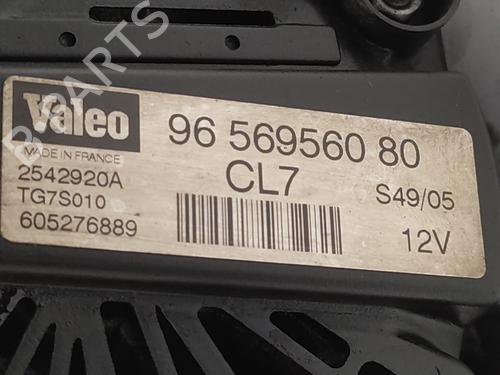 B-PARTS
Valeo
MADE IN FRANCE
2542920A
TG7S010
605276889
96 569560 80
CL7
S49/05
12V